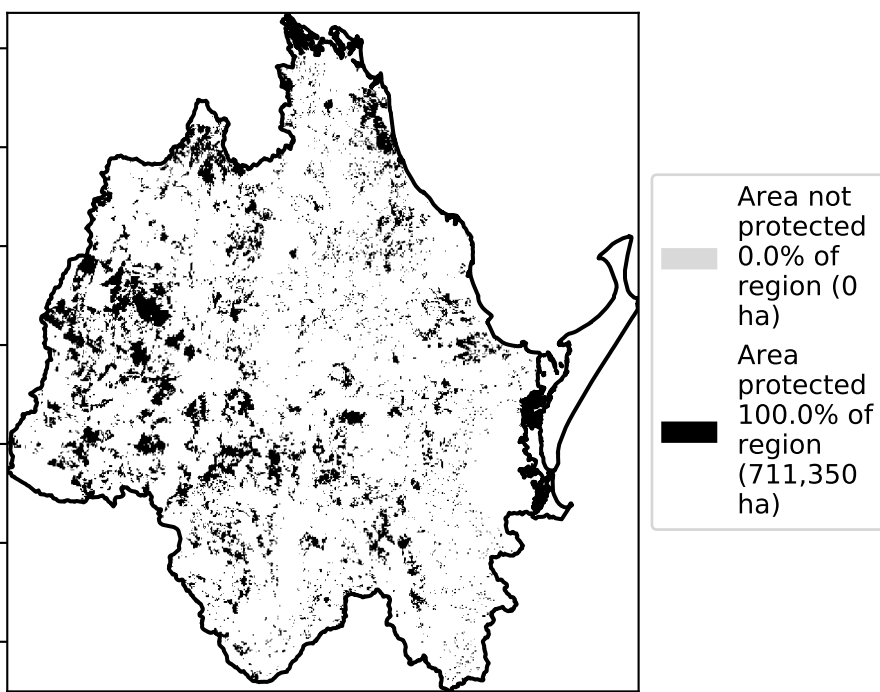 Area not
protected
0.0% of
region (0
ha)
Area
protected
100.0% of
region
(711,350
ha)